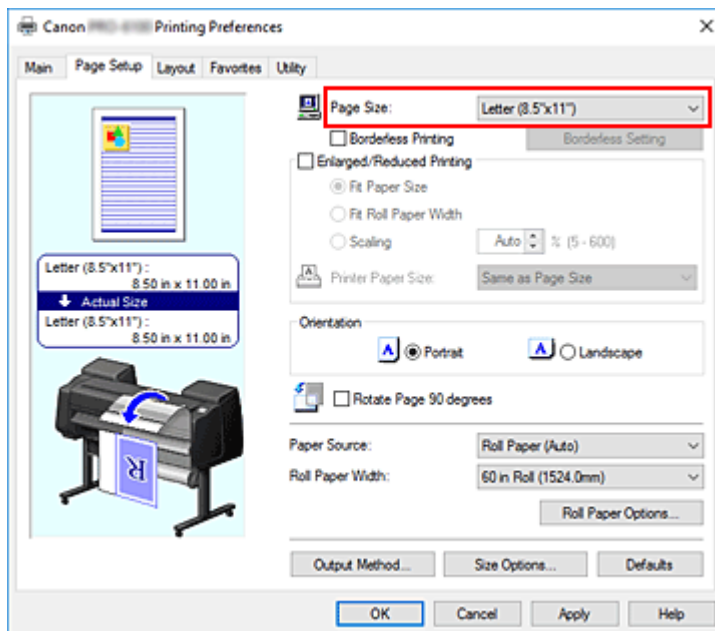 Canon Printing Preferences
Main Page Setup Layout Favorites Utility
Page Size: Letter (8.5"x11")
Borderless Printing Borderless Setting
Enlarged/Reduced Printing
Fit Paper Size
Fit Roll Paper Width
Scaling Auto % (5 - 600)
Printer Paper Size: Same as Page Size
Letter (8.5"x11") :
8.50 in x 11.00 in
Actual Size
Letter (8.5"x11") :
8.50 in x 11.00 in
Orientation
A Portrait A Landscape
Rotate Page 90 degrees
Paper Source: Roll Paper (Auto)
Roll Paper Width: 60 in Roll (1524.0mm)
Roll Paper Options...
R
Output Method... Size Options... Defaults
OK Cancel Apply Help